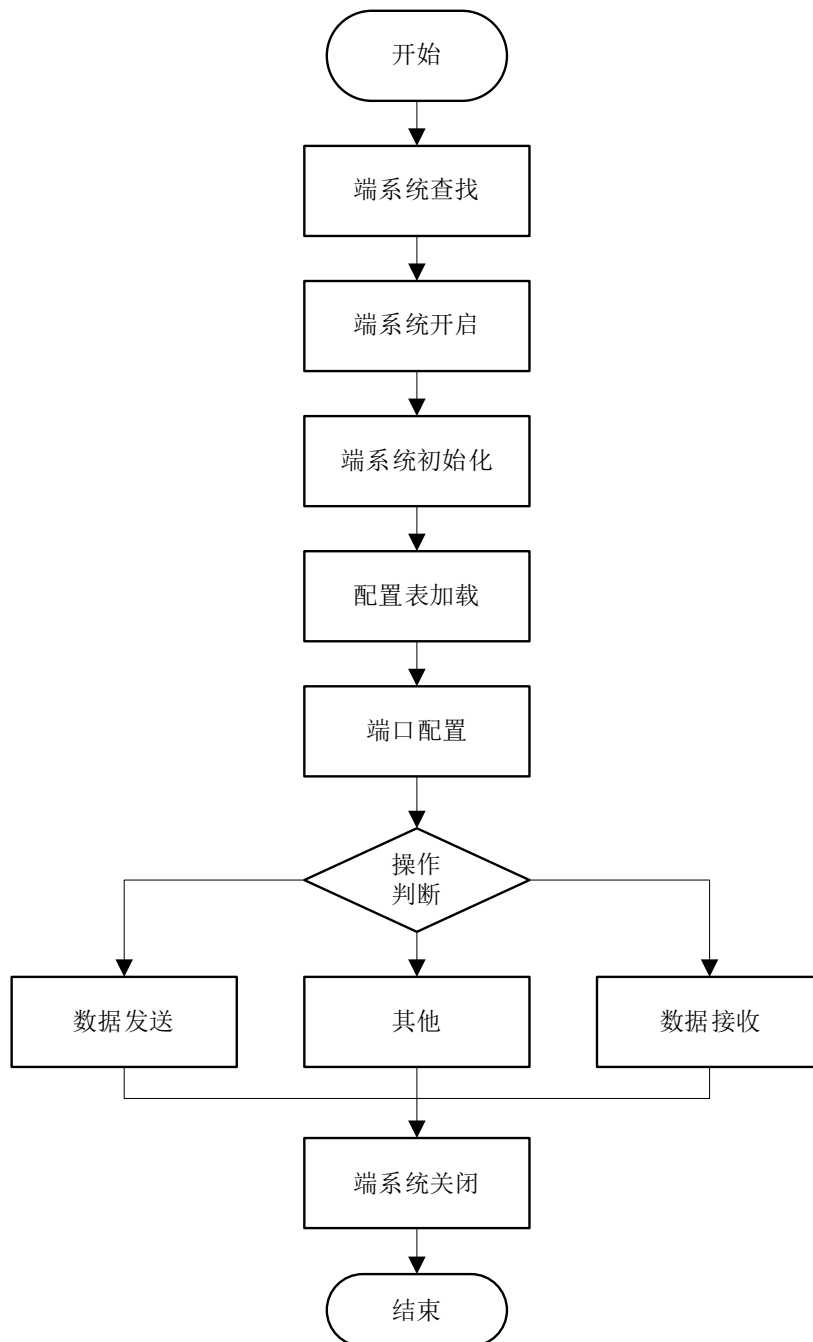 开始
端系统查找
端系统开启
端系统初始化
配置表加载
端口配置
操作
判断
数据发送
其他
数据接收
端系统关闭
结束